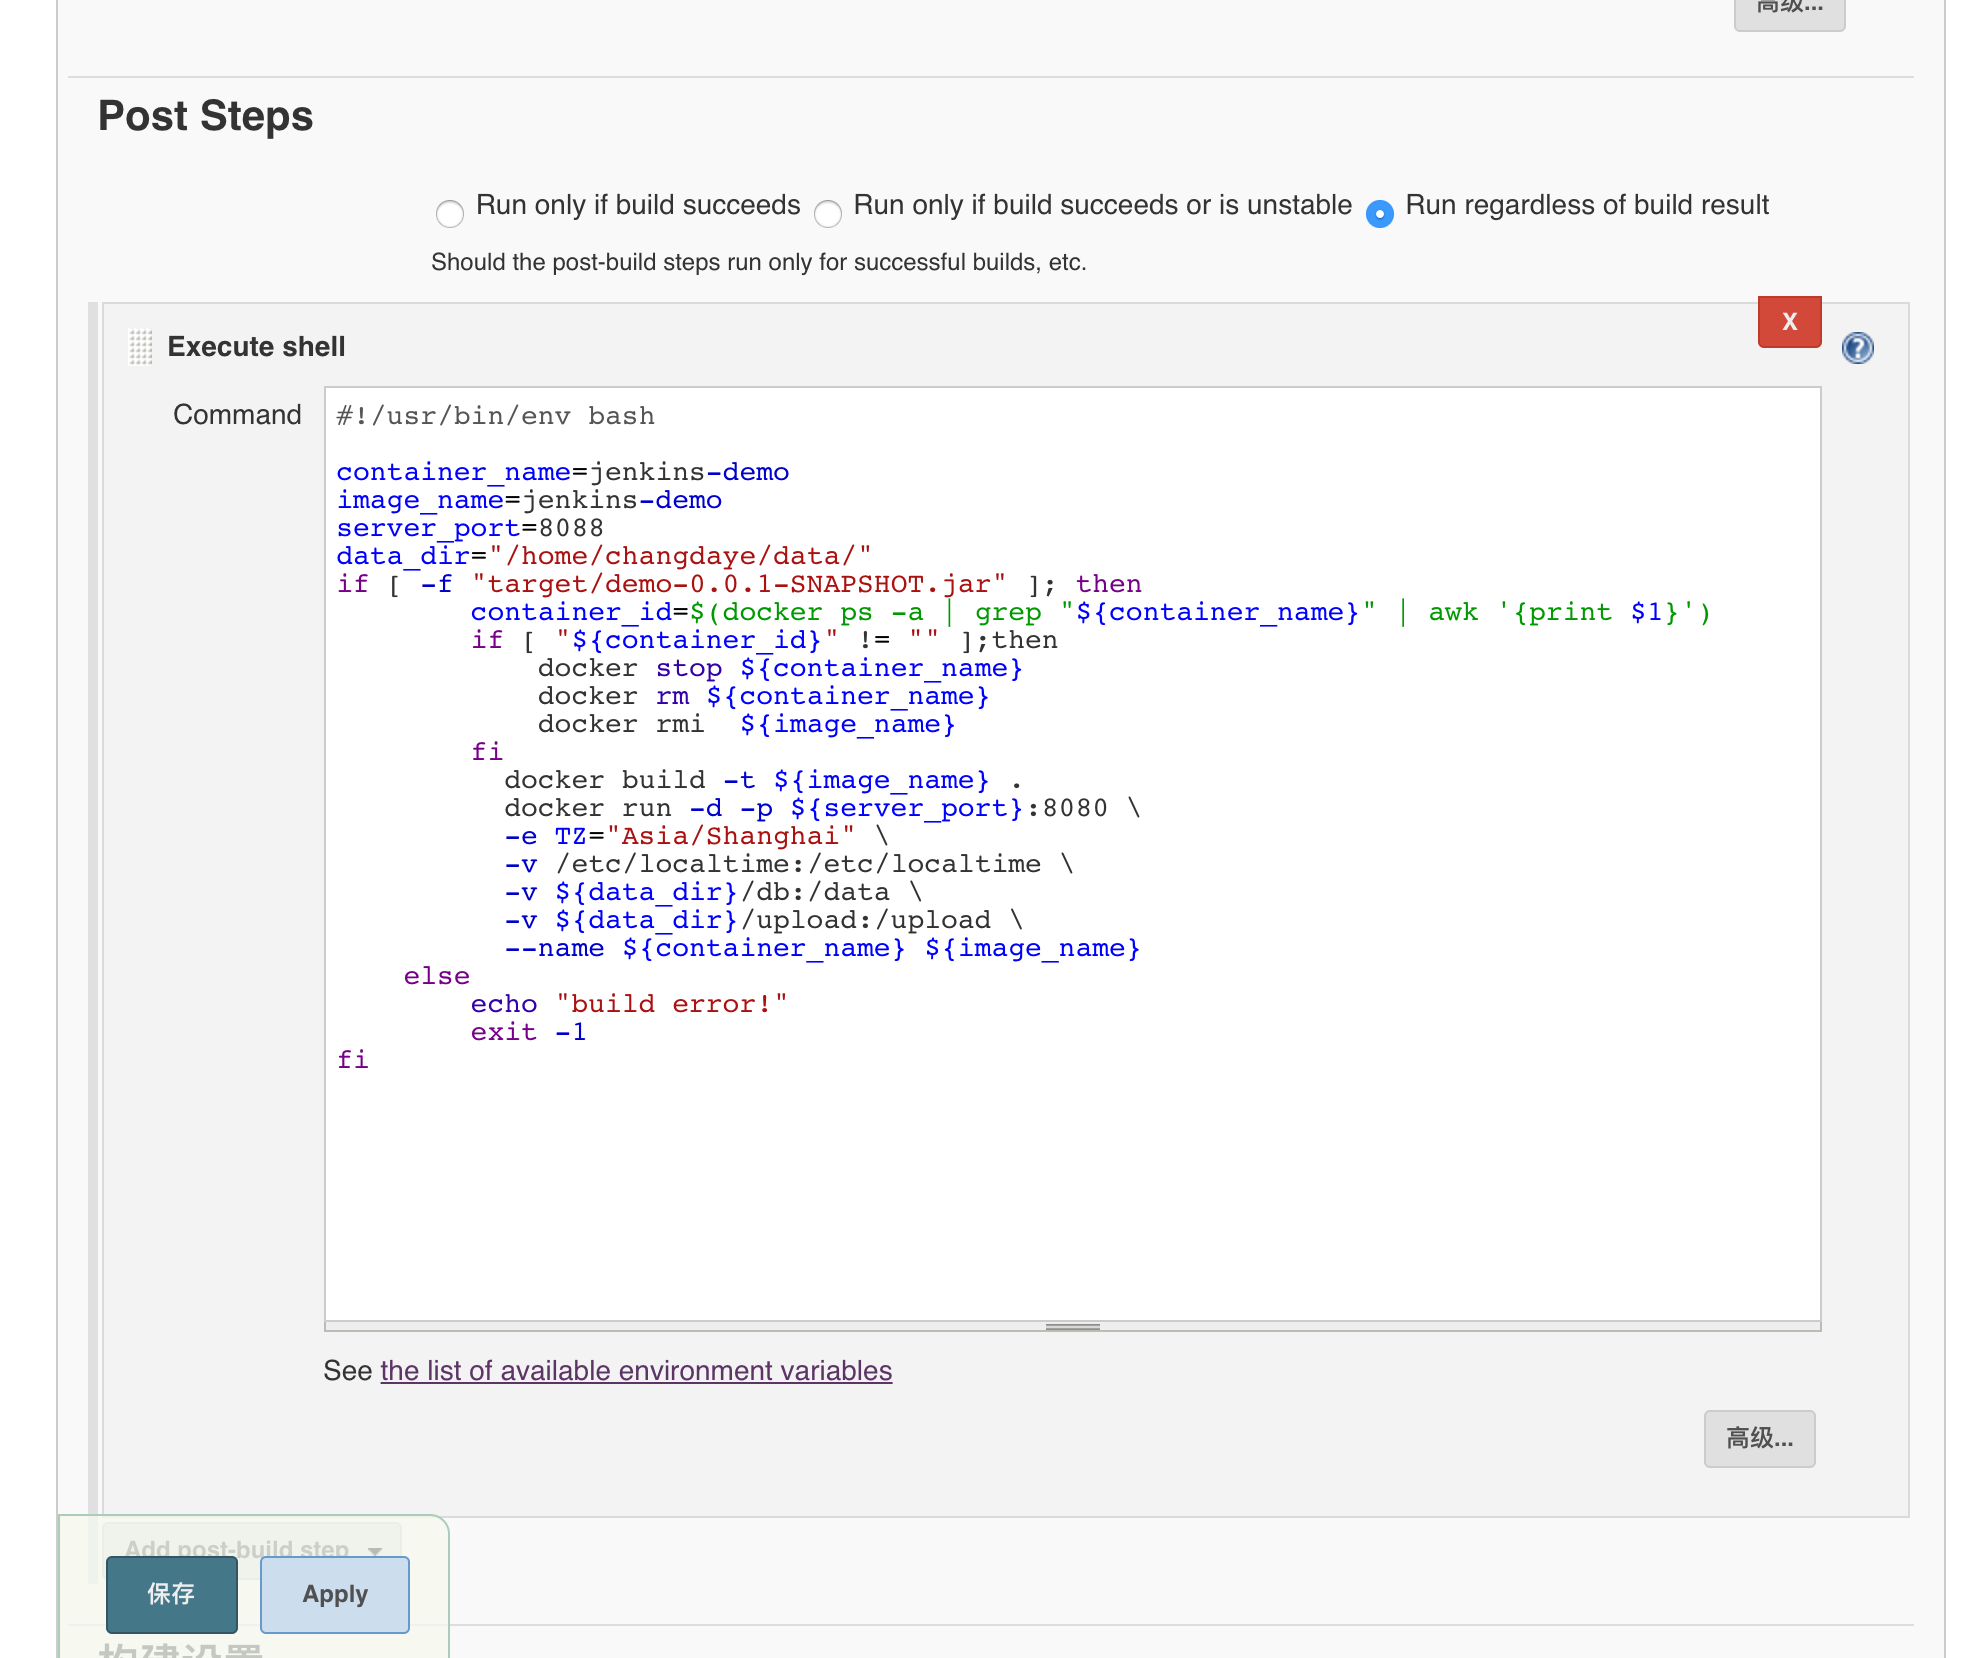 高级...
Post Steps
Run only if build succeeds Run only if build succeeds or is unstable Run regardless of build result
Should the post-build steps run only for successful builds, etc.
X
Execute shell
Command
#!/usr/bin/env bash
container_name=jenkins-demo
image_name=jenkins-demo
server_port=8088
data_dir="/home/changdaye/data/"
if [ -f "target/demo-0.0.1-SNAPSHOT.jar" ]; then
container_id=$(docker ps -a | grep "${container_name}" | awk '{print $1}')
if [ "${container_id}" != "" ];then
docker stop ${container_name}
docker rm ${container_name}
docker rmi  ${image_name}
fi
docker build -t ${image_name} .
docker run -d -p ${server_port}:8080 \
-e TZ="Asia/Shanghai" \
-v /etc/localtime:/etc/localtime \
-v ${data_dir}/db:/data \
-v ${data_dir}/upload:/upload \
--name ${container_name} ${image_name}
else
echo "build error!"
exit -1
fi
See the list of available environment variables
高级...
Add post-build step
保存 Apply
构建设置